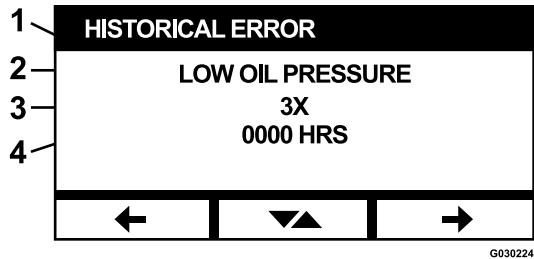 1
HISTORICAL ERROR
2
LOW OIL PRESSURE
3
3X
0000 HRS
4
G030224